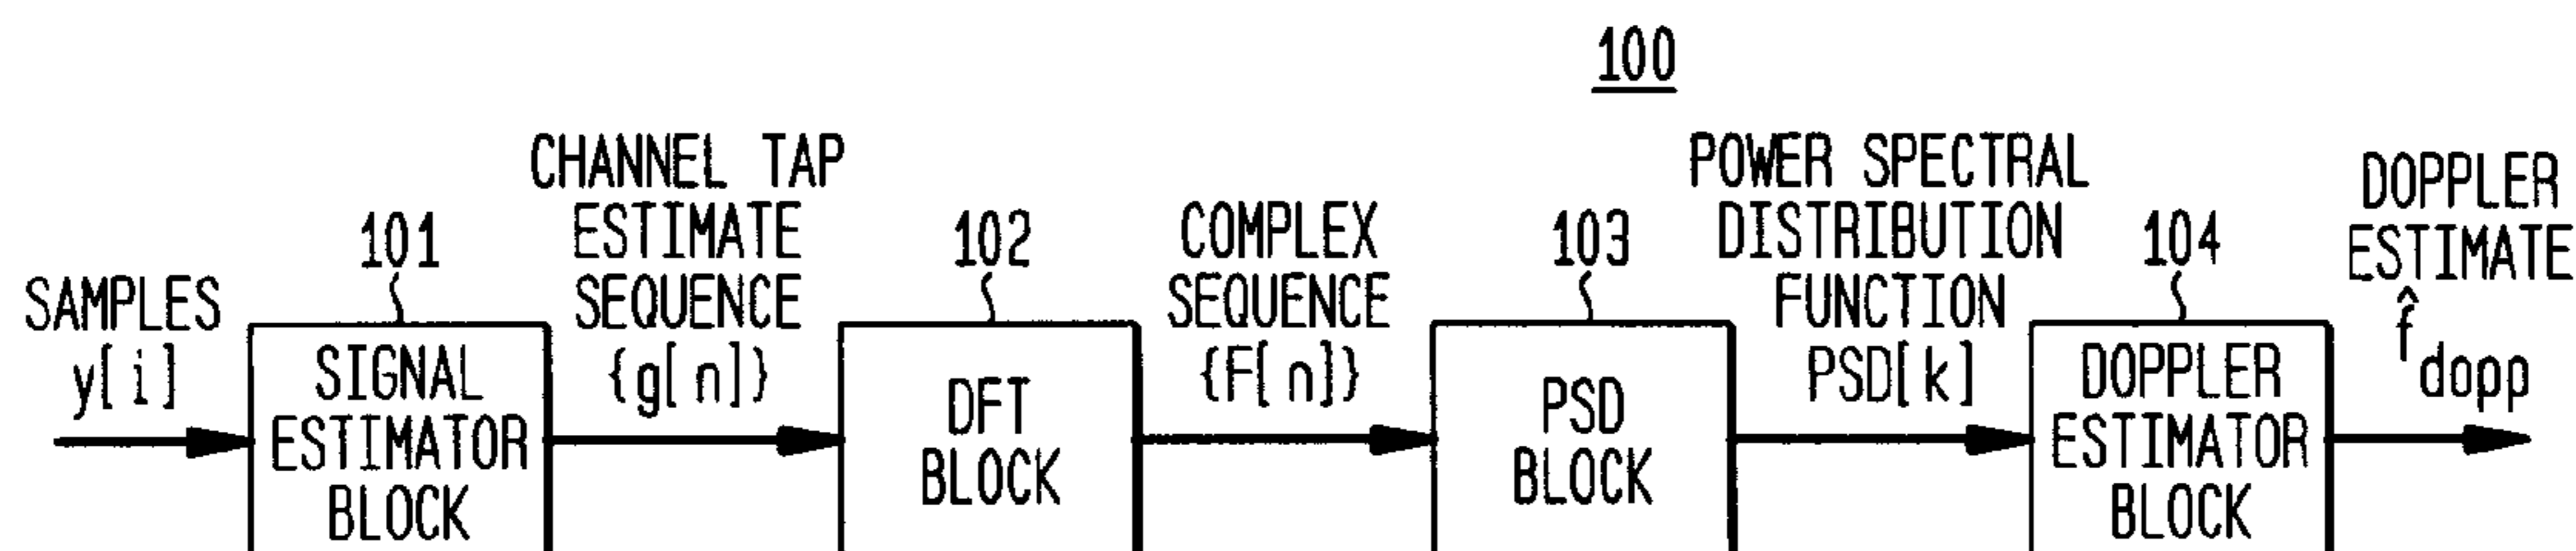 100
SAMPLES
y[i]
101
SIGNAL
ESTIMATOR
BLOCK
CHANNEL TAP
ESTIMATE
SEQUENCE
{g[n]}
102
DFT
BLOCK
COMPLEX
SEQUENCE
{F[n]}
103
PSD
BLOCK
POWER SPECTRAL
DISTRIBUTION
FUNCTION
PSD[k]
104
DOPPLER
ESTIMATOR
BLOCK
DOPPLER
ESTIMATE
f̂dopp